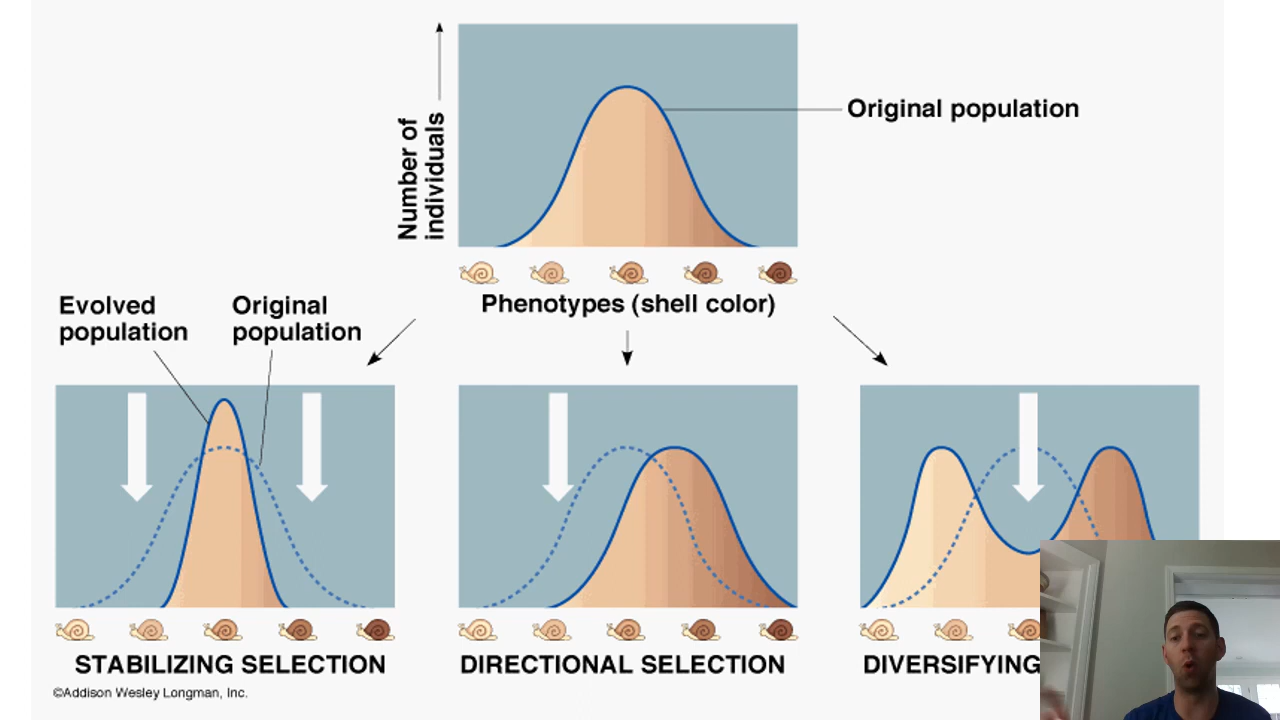 Number of
individuals
Original population
Phenotypes (shell color)
Evolved
population
Original
population
STABILIZING SELECTION
DIRECTIONAL SELECTION
DIVERSIFYING
©Addison Wesley Longman, Inc.